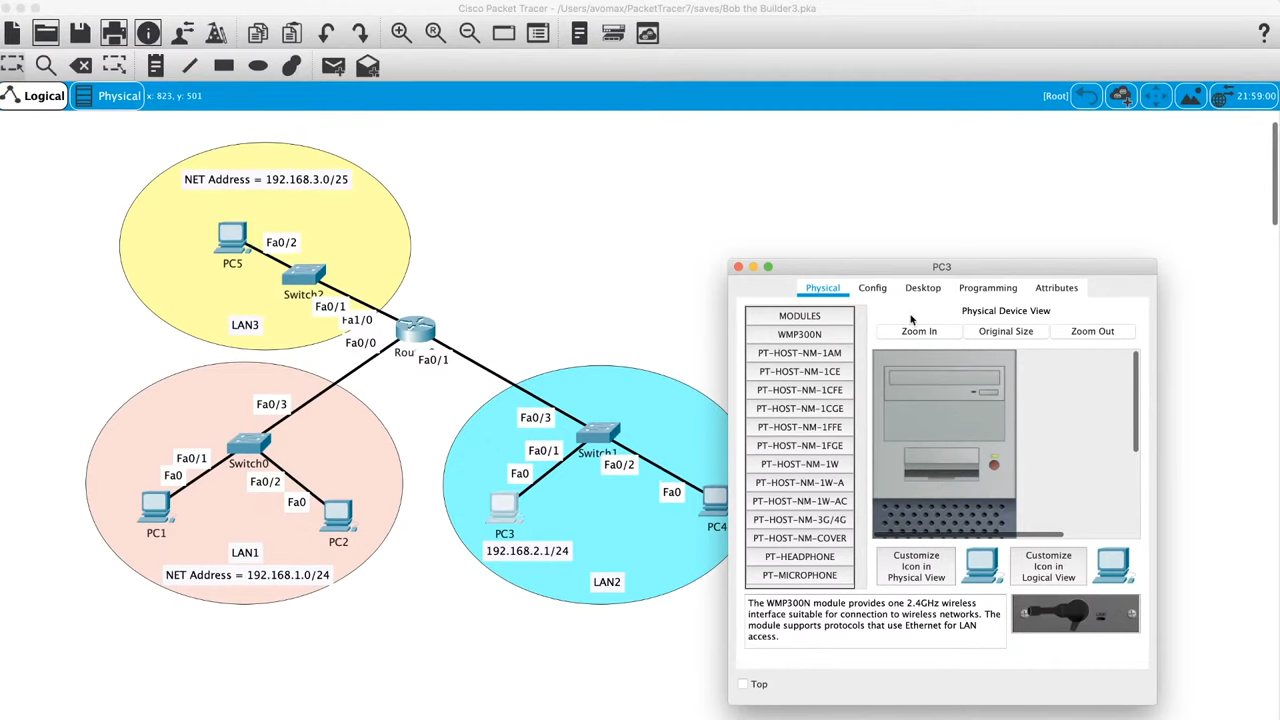 Cisco Packet Tracer - /Users/avomax/PacketTracer7/saves/Bob the Builder3.pka
Logical
Physical
x: 823, y: 501
[Root]
21:59:00
NET Address = 192.168.3.0/25
PC5
Fa0/2
Switch2
Fa0/1
LAN3
Fa1/0
Fa0/0
Rou
Fa0/1
Fa0/3
Fa0/1
Switch0
Fa0/2
Fa0
Fa0
PC1
PC2
LAN1
NET Address = 192.168.1.0/24
Fa0/3
Fa0/1
Switch1
Fa0/2
Fa0
Fa0
PC3
PC4
192.168.2.1/24
LAN2
PC3
Physical
Config
Desktop
Programming
Attributes
MODULES
WMP300N
PT-HOST-NM-1AM
PT-HOST-NM-1CE
PT-HOST-NM-1CFE
PT-HOST-NM-1CGE
PT-HOST-NM-1FFE
PT-HOST-NM-1FGE
PT-HOST-NM-1W
PT-HOST-NM-1W-A
PT-HOST-NM-1W-AC
PT-HOST-NM-3G/4G
PT-HOST-NM-COVER
PT-HEADPHONE
PT-MICROPHONE
Physical Device View
Zoom In
Original Size
Zoom Out
Customize
Icon in
Physical View
Customize
Icon in
Logical View
The WMP300N module provides one 2.4GHz wireless
interface suitable for connection to wireless networks. The
module supports protocols that use Ethernet for LAN
access.
Top